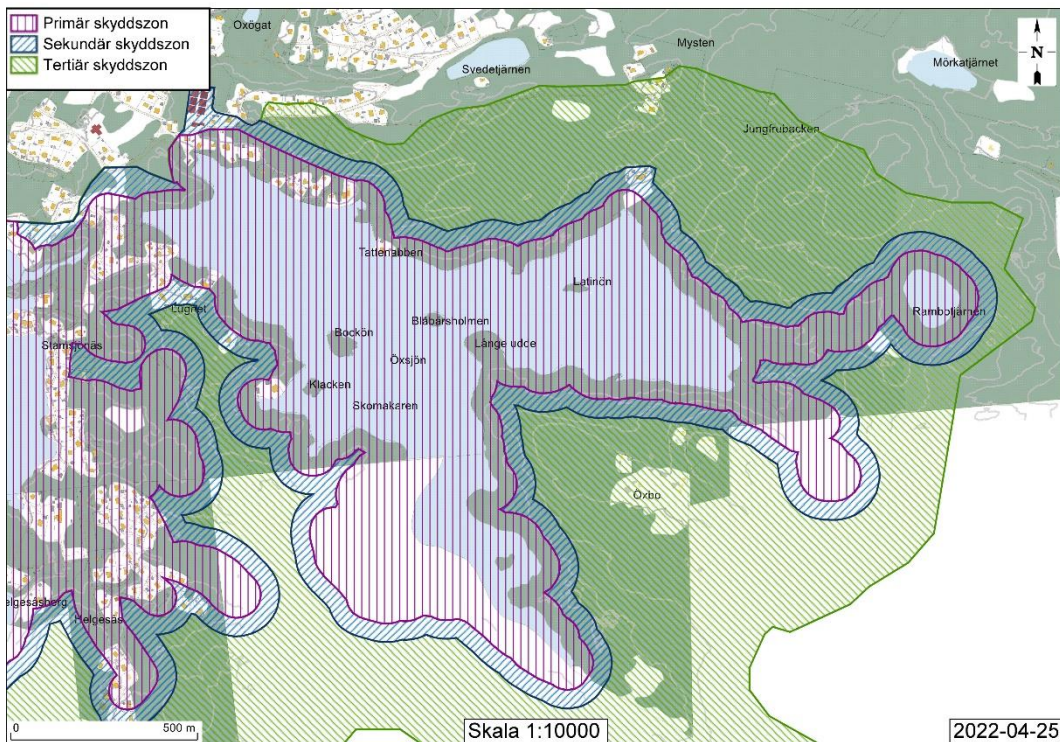 Primär skyddszon
Sekundär skyddszon
Tertiär skyddszon
Oxögat
Mysten
Svedetjärnen
Mörkatjärnet
N
Jungfrubacken
Tattenabben
Latinön
Ramboljärnen
Lugnet
Blåbärsholmen
Bockön
Stamsjönäs
Långe udde
Öxsjön
Klacken
Skomakaren
Öxbo
elgesåsberg
Helgesås
0 500 m
Skala 1:10000
2022-04-25